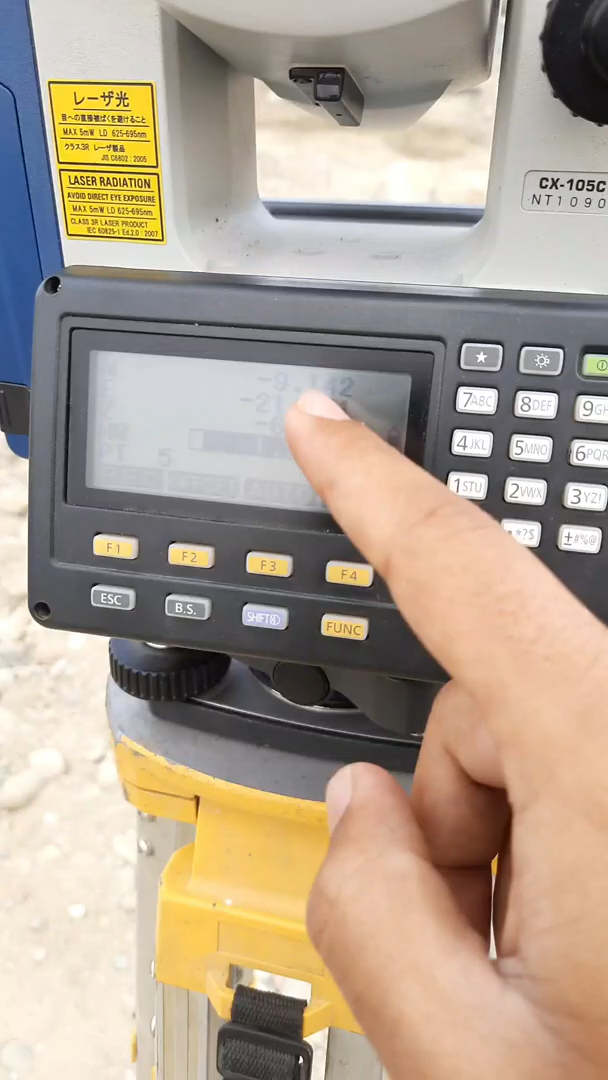 レーザ光
目への直接被ばくを避けること
MAX 5mW LD 625-695nm
クラス3R レーザ製品
JIS C6802:2005
LASER RADIATION
AVOID DIRECT EYE EXPOSURE
MAX 5mW LD 625-695nm
CLASS 3R LASER PRODUCT
IEC 60825-1 Ed.2.0:2007
CX-105C
NT1090
-9.142
PT 5
7ABC 8DEF
4JKL 5MNO 6PQR
1STU 2VWX 3YZ!
.*?$ ±#%@
F1 F2 F3 F4
ESC B.S. SHIFT FUNC